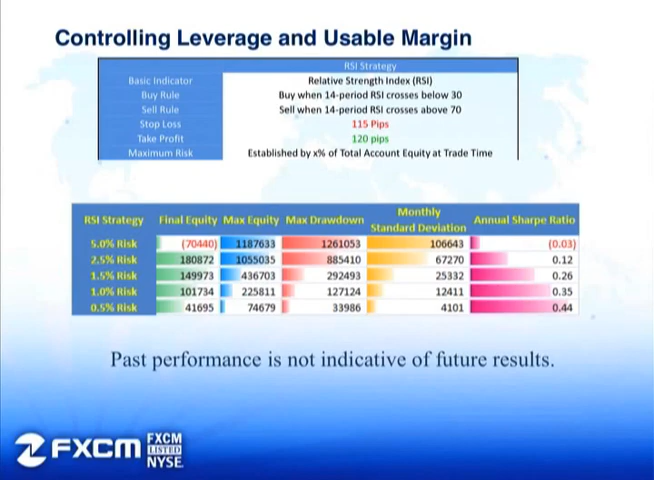 Controlling Leverage and Usable Margin
RSI Strategy
Basic Indicator Relative Strength Index (RSI)
Buy Rule Buy when 14-period RSI crosses below 30
Sell Rule Sell when 14-period RSI crosses above 70
Stop Loss 115 Pips
Take Profit 120 pips
Maximum Risk Established by x% of Total Account Equity at Trade Time
RSI Strategy Final Equity Max Equity Max Drawdown Monthly Standard Deviation Annual Sharpe Ratio
5.0% Risk (70440) 1187633 1261053 106643 (0.03)
2.5% Risk 180872 1055035 885410 67270 0.12
1.5% Risk 149973 436703 292493 25332 0.26
1.0% Risk 101734 225811 127124 12411 0.35
0.5% Risk 41695 74679 33986 4101 0.44
Past performance is not indicative of future results.
FXCM FXCM
LISTED
NYSE